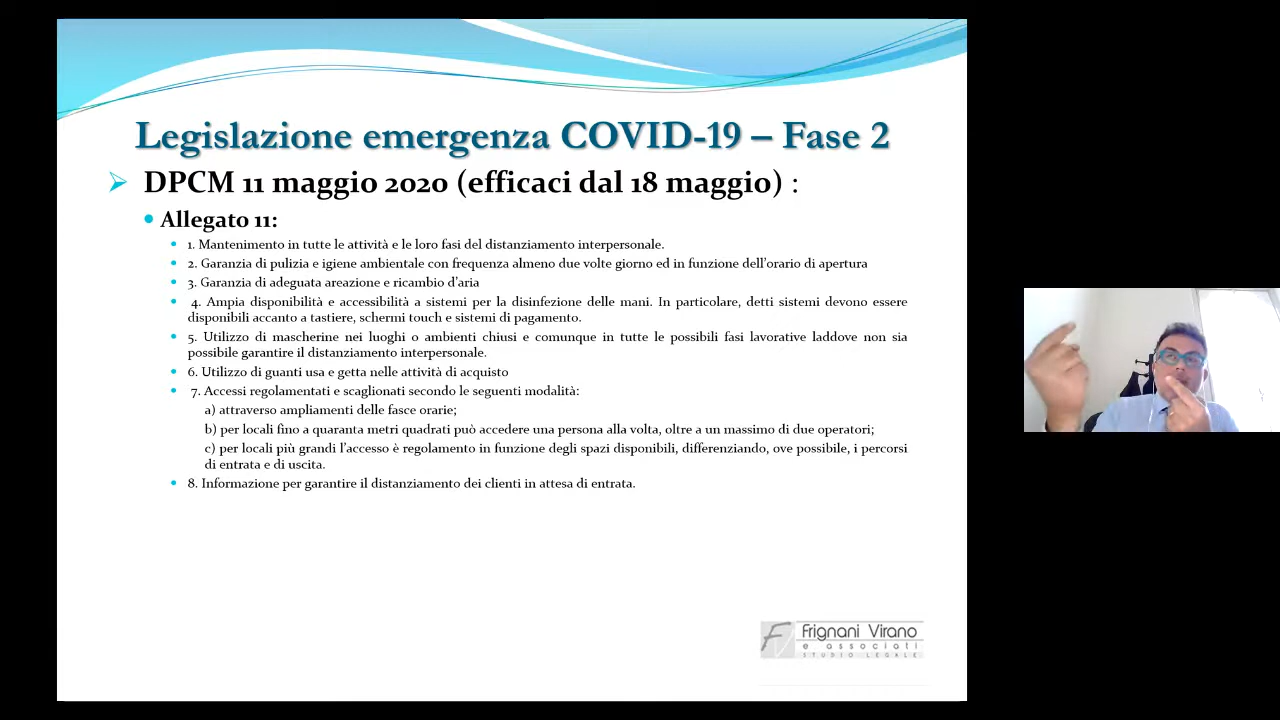 Legislazione emergenza COVID-19 – Fase 2
DPCM 11 maggio 2020 (efficaci dal 18 maggio) :
Allegato 11:
1. Mantenimento in tutte le attività e le loro fasi del distanziamento interpersonale.
2. Garanzia di pulizia e igiene ambientale con frequenza almeno due volte giorno ed in funzione dell'orario di apertura
3. Garanzia di adeguata areazione e ricambio d'aria
4. Ampia disponibilità e accessibilità a sistemi per la disinfezione delle mani. In particolare, detti sistemi devono essere
disponibili accanto a tastiere, schermi touch e sistemi di pagamento.
5. Utilizzo di mascherine nei luoghi o ambienti chiusi e comunque in tutte le possibili fasi lavorative laddove non sia
possibile garantire il distanziamento interpersonale.
6. Utilizzo di guanti usa e getta nelle attività di acquisto
7. Accessi regolamentati e scaglionati secondo le seguenti modalità:
a) attraverso ampliamenti delle fasce orarie;
b) per locali fino a quaranta metri quadrati può accedere una persona alla volta, oltre a un massimo di due operatori;
c) per locali più grandi l'accesso è regolamento in funzione degli spazi disponibili, differenziando, ove possibile, i percorsi
di entrata e di uscita.
8. Informazione per garantire il distanziamento dei clienti in attesa di entrata.
Frignani Virano
e associati
STUDIO LEGALE